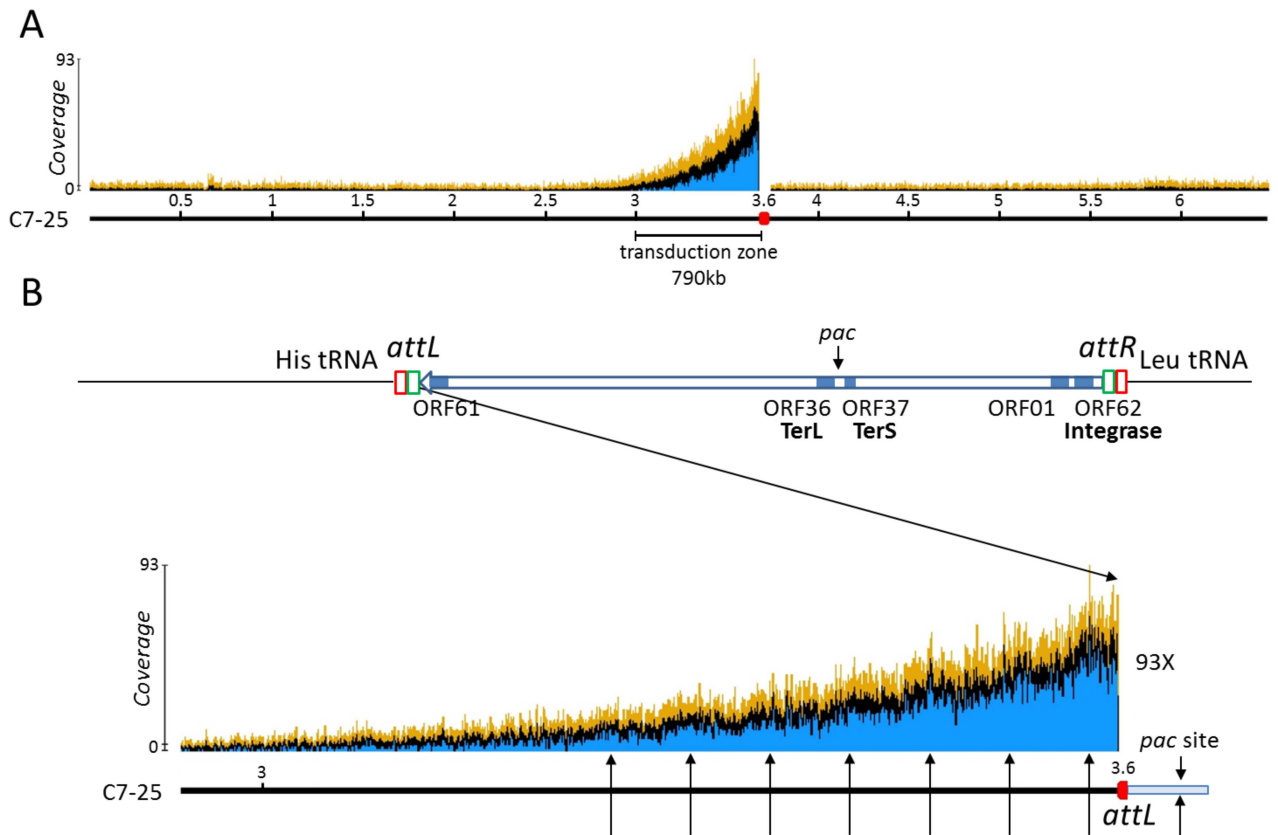 A
Coverage
93
0
0.5 1 1.5 2 2.5 3 3.6 4 4.5 5 5.5 6
C7-25
transduction zone
790kb
B
pac
His tRNA attL attR Leu tRNA
ORF61 ORF36 ORF37 ORF01 ORF62
TerL TerS Integrase
93
Coverage
93X
0
pac site
3 3.6
C7-25
attL